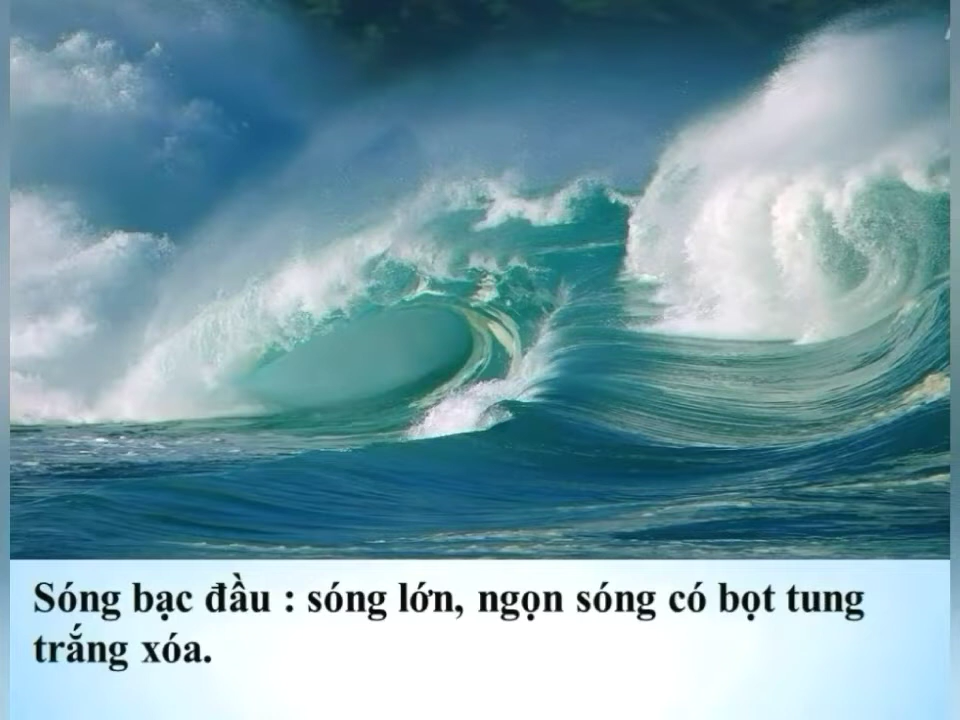 Sóng bạc đầu : sóng lớn, ngọn sóng có bọt tung
trắng xóa.